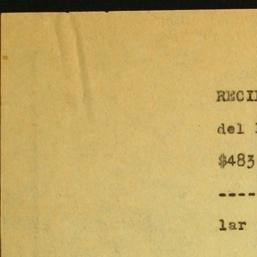 RECI
del
$483
----
lar